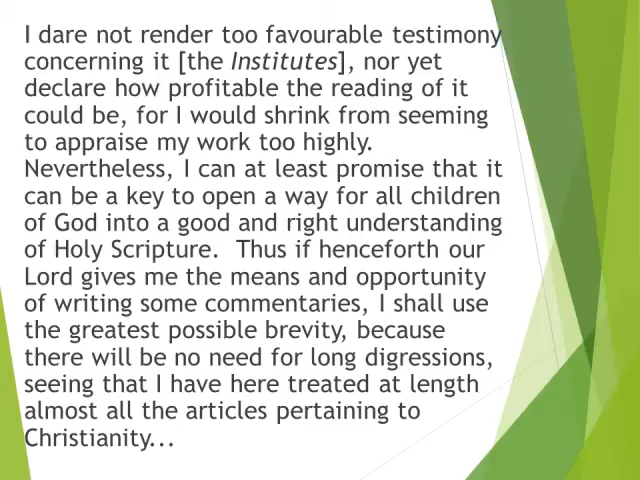 I dare not render too favourable testimony
concerning it [the Institutes], nor yet
declare how profitable the reading of it
could be, for I would shrink from seeming
to appraise my work too highly.
Nevertheless, I can at least promise that it
can be a key to open a way for all children
of God into a good and right understanding
of Holy Scripture.  Thus if henceforth our
Lord gives me the means and opportunity
of writing some commentaries, I shall use
the greatest possible brevity, because
there will be no need for long digressions,
seeing that I have here treated at length
almost all the articles pertaining to
Christianity...